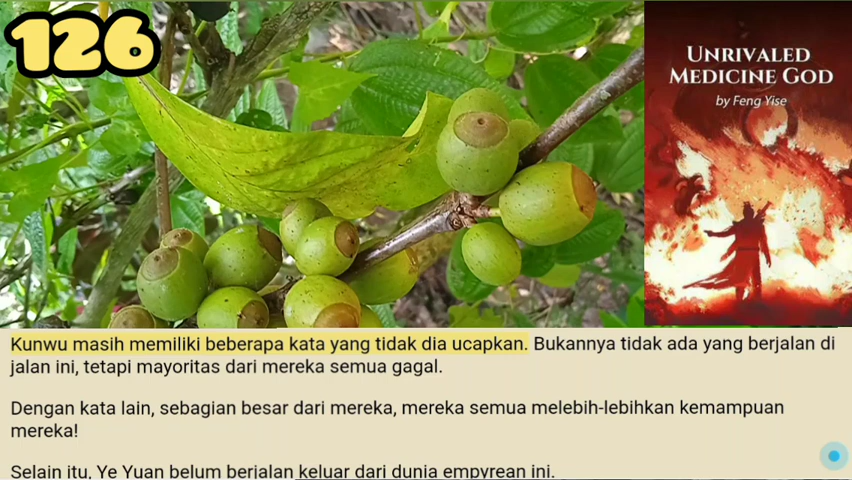 126
UNRIVALED
MEDICINE GOD
by Feng Yise
Kunwu masih memiliki beberapa kata yang tidak dia ucapkan. Bukannya tidak ada yang berjalan di
jalan ini, tetapi mayoritas dari mereka semua gagal.
Dengan kata lain, sebagian besar dari mereka, mereka semua melebih-lebihkan kemampuan
mereka!
Selain itu, Ye Yuan belum berjalan keluar dari dunia empyrean ini.